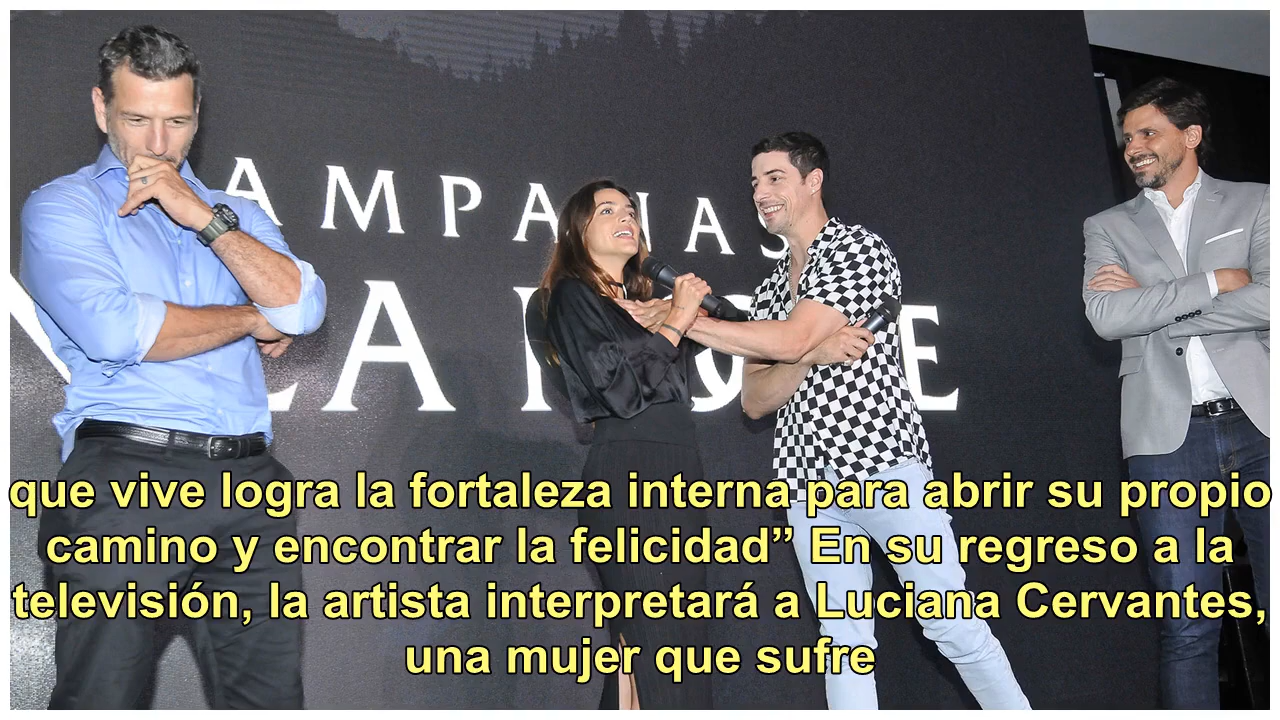 AMPANAS
LA
que vive logra la fortaleza interna para abrir su propio
camino y encontrar la felicidad” En su regreso a la
televisión, la artista interpretará a Luciana Cervantes,
una mujer que sufre